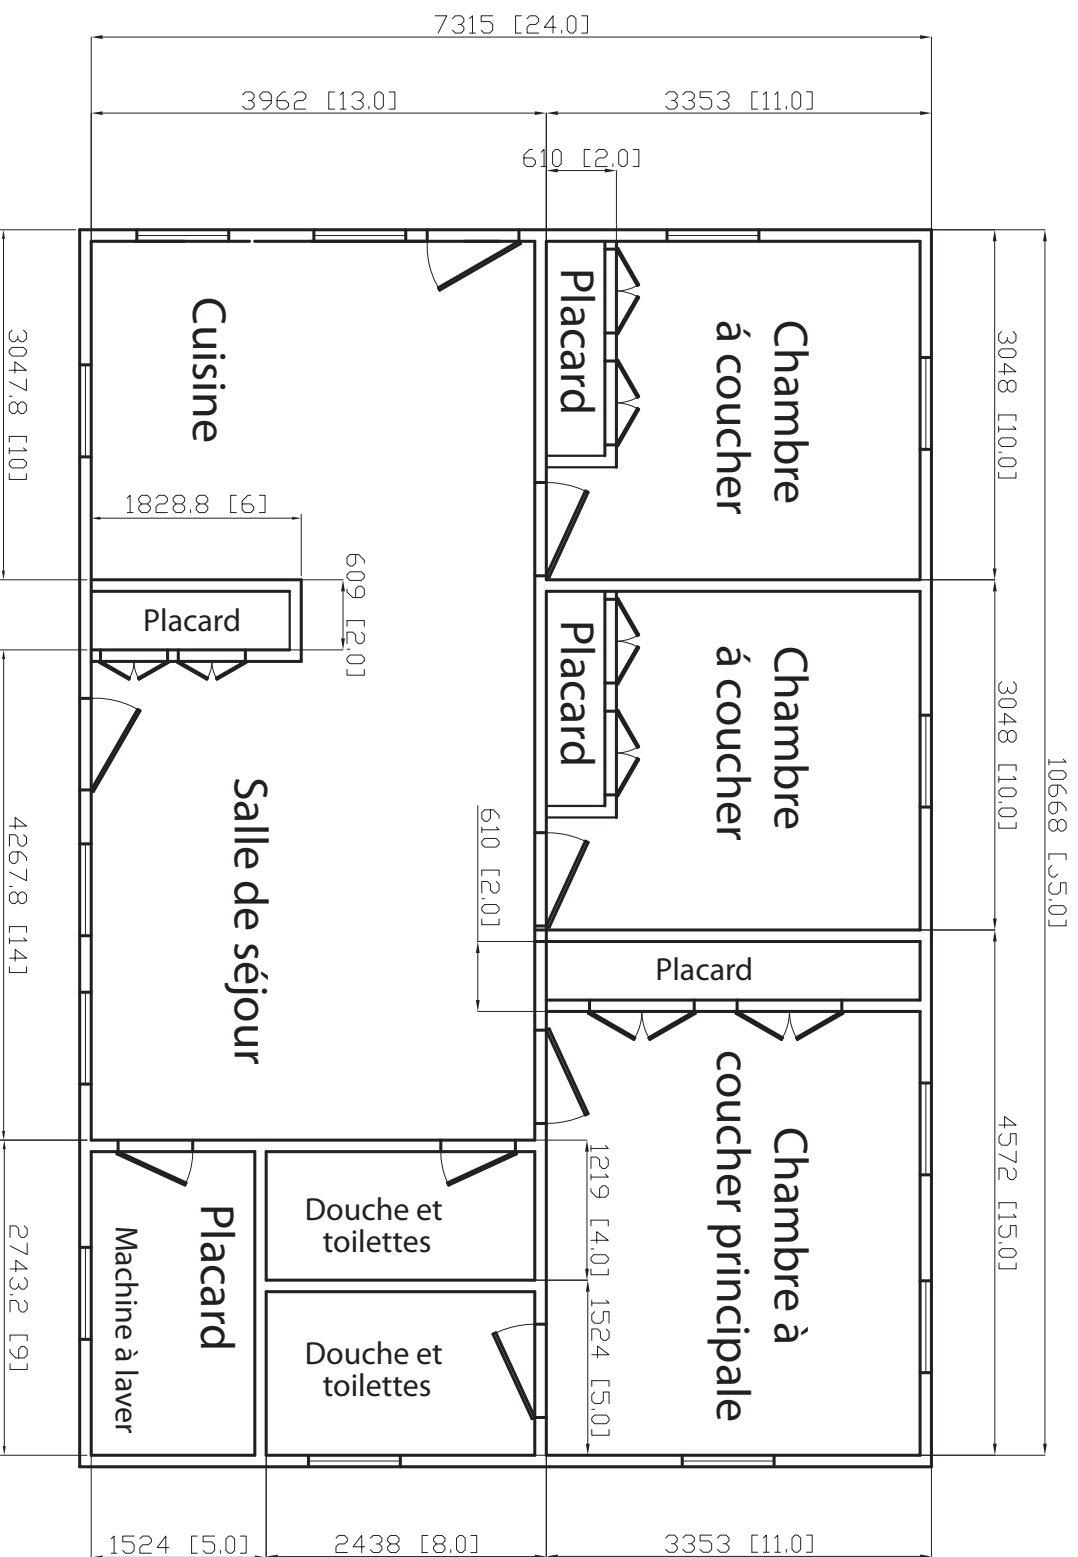 7315 [24.0]
3962 [13.0]
3353 [11.0]
610 [2.0]
Cuisine
Placard
Chambre
á coucher
3047.8 [10]
3048 [10.0]
1828.8 [6]
609 [2.0]
Placard
Placard
Chambre
á coucher
3048 [10.0]
10668 [35.0]
Salle de séjour
4267.8 [14]
610 [2.0]
Placard
Chambre à
coucher principale
4572 [15.0]
1219 [4.0]
1524 [5.0]
Douche et
toilettes
Douche et
toilettes
Placard
Machine à laver
2743.2 [9]
1524 [5.0]
2438 [8.0]
3353 [11.0]